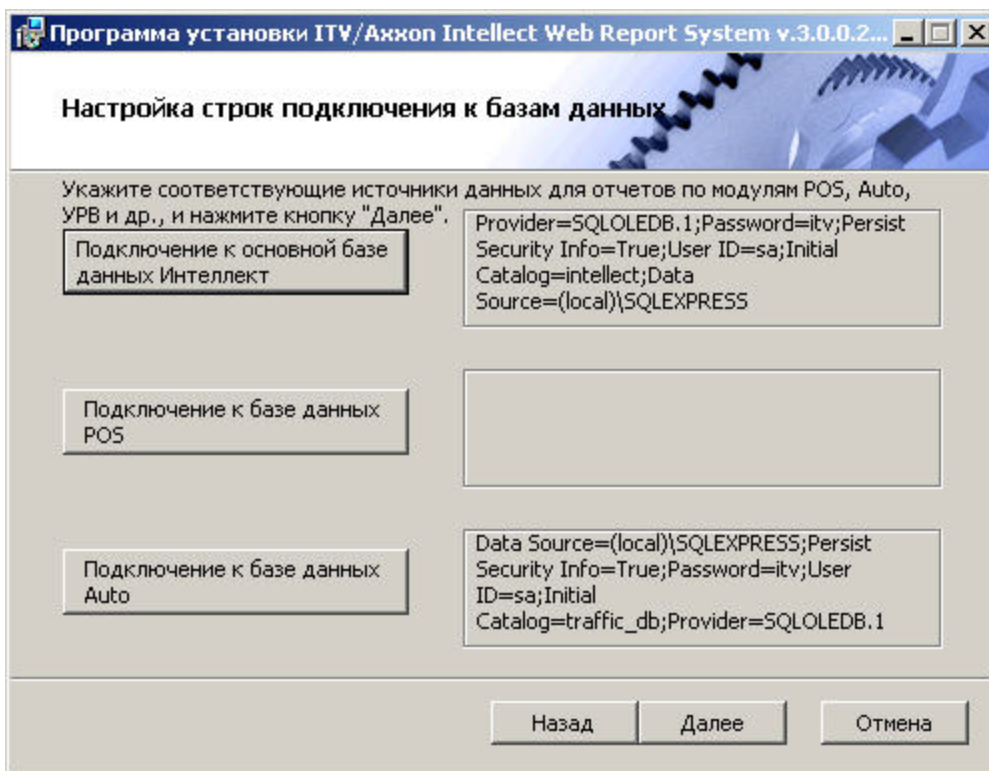 Программа установки ITV/Axxon Intellect Web Report System v.3.0.0.2...
Настройка строк подключения к базам данных
Укажите соответствующие источники данных для отчетов по модулям POS, Auto,
УРВ и др., и нажмите кнопку "Далее".
Подключение к основной базе
данных Интеллект
Provider=SQLOLEDB.1;Password=itv;Persist
Security Info=True;User ID=sa;Initial
Catalog=intellect;Data
Source=(local)\SQLEXPRESS
Подключение к базе данных
POS
Подключение к базе данных
Auto
Data Source=(local)\SQLEXPRESS;Persist
Security Info=True;Password=itv;User
ID=sa;Initial
Catalog=traffic_db;Provider=SQLOLEDB.1
Назад
Далее
Отмена